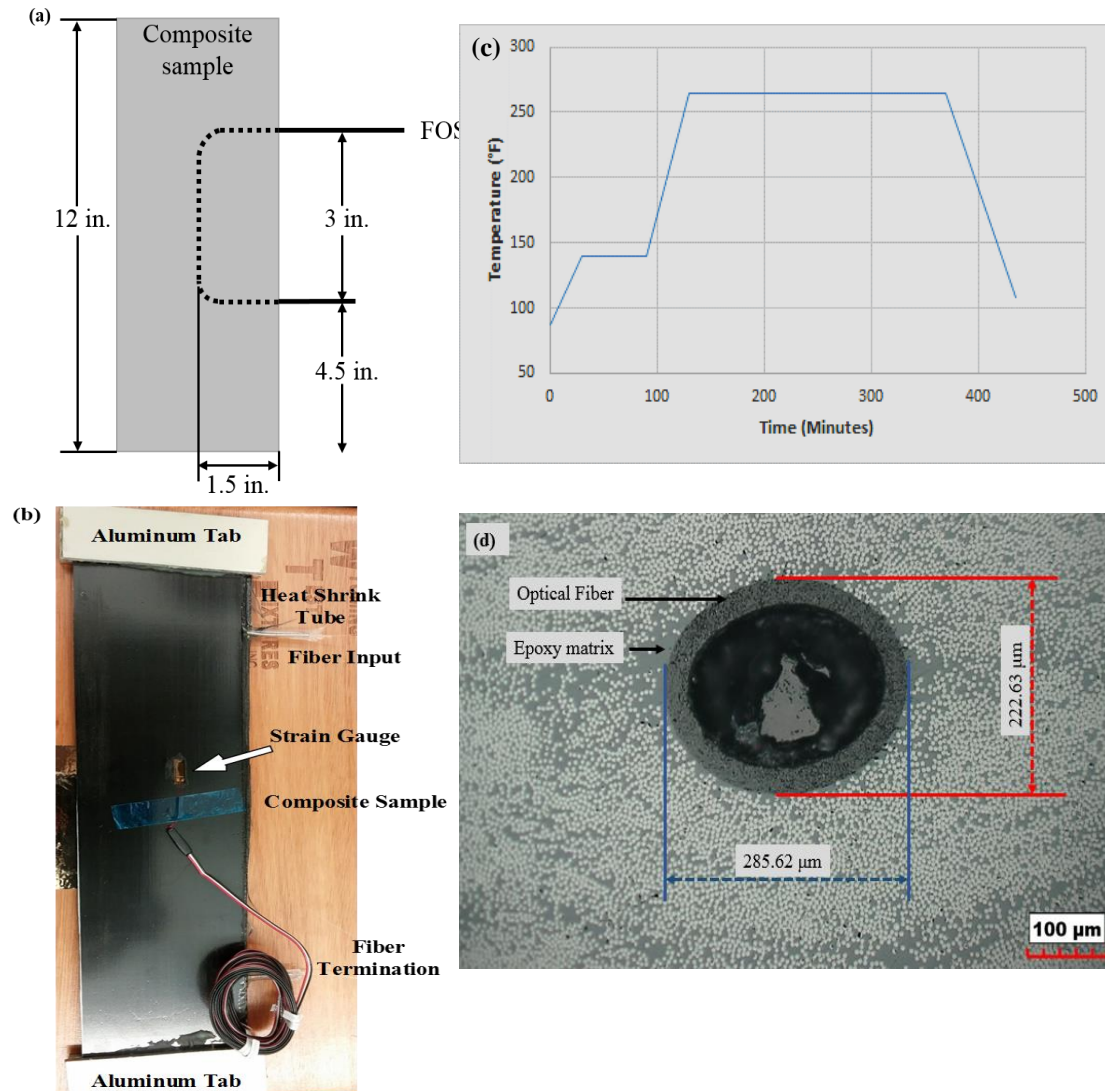 (a)
Composite
sample
FOS
12 in.
3 in.
4.5 in.
1.5 in.
(b)
Aluminum Tab
Heat Shrink
Tube
Fiber Input
Strain Gauge
Composite Sample
Fiber
Termination
Aluminum Tab
(c)
300
250
200
150
100
50
Temperature (°F)
0
100
200
300
400
500
Time (Minutes)
(d)
Optical Fiber
Epoxy matrix
222.63 µm
285.62 µm
100 µm